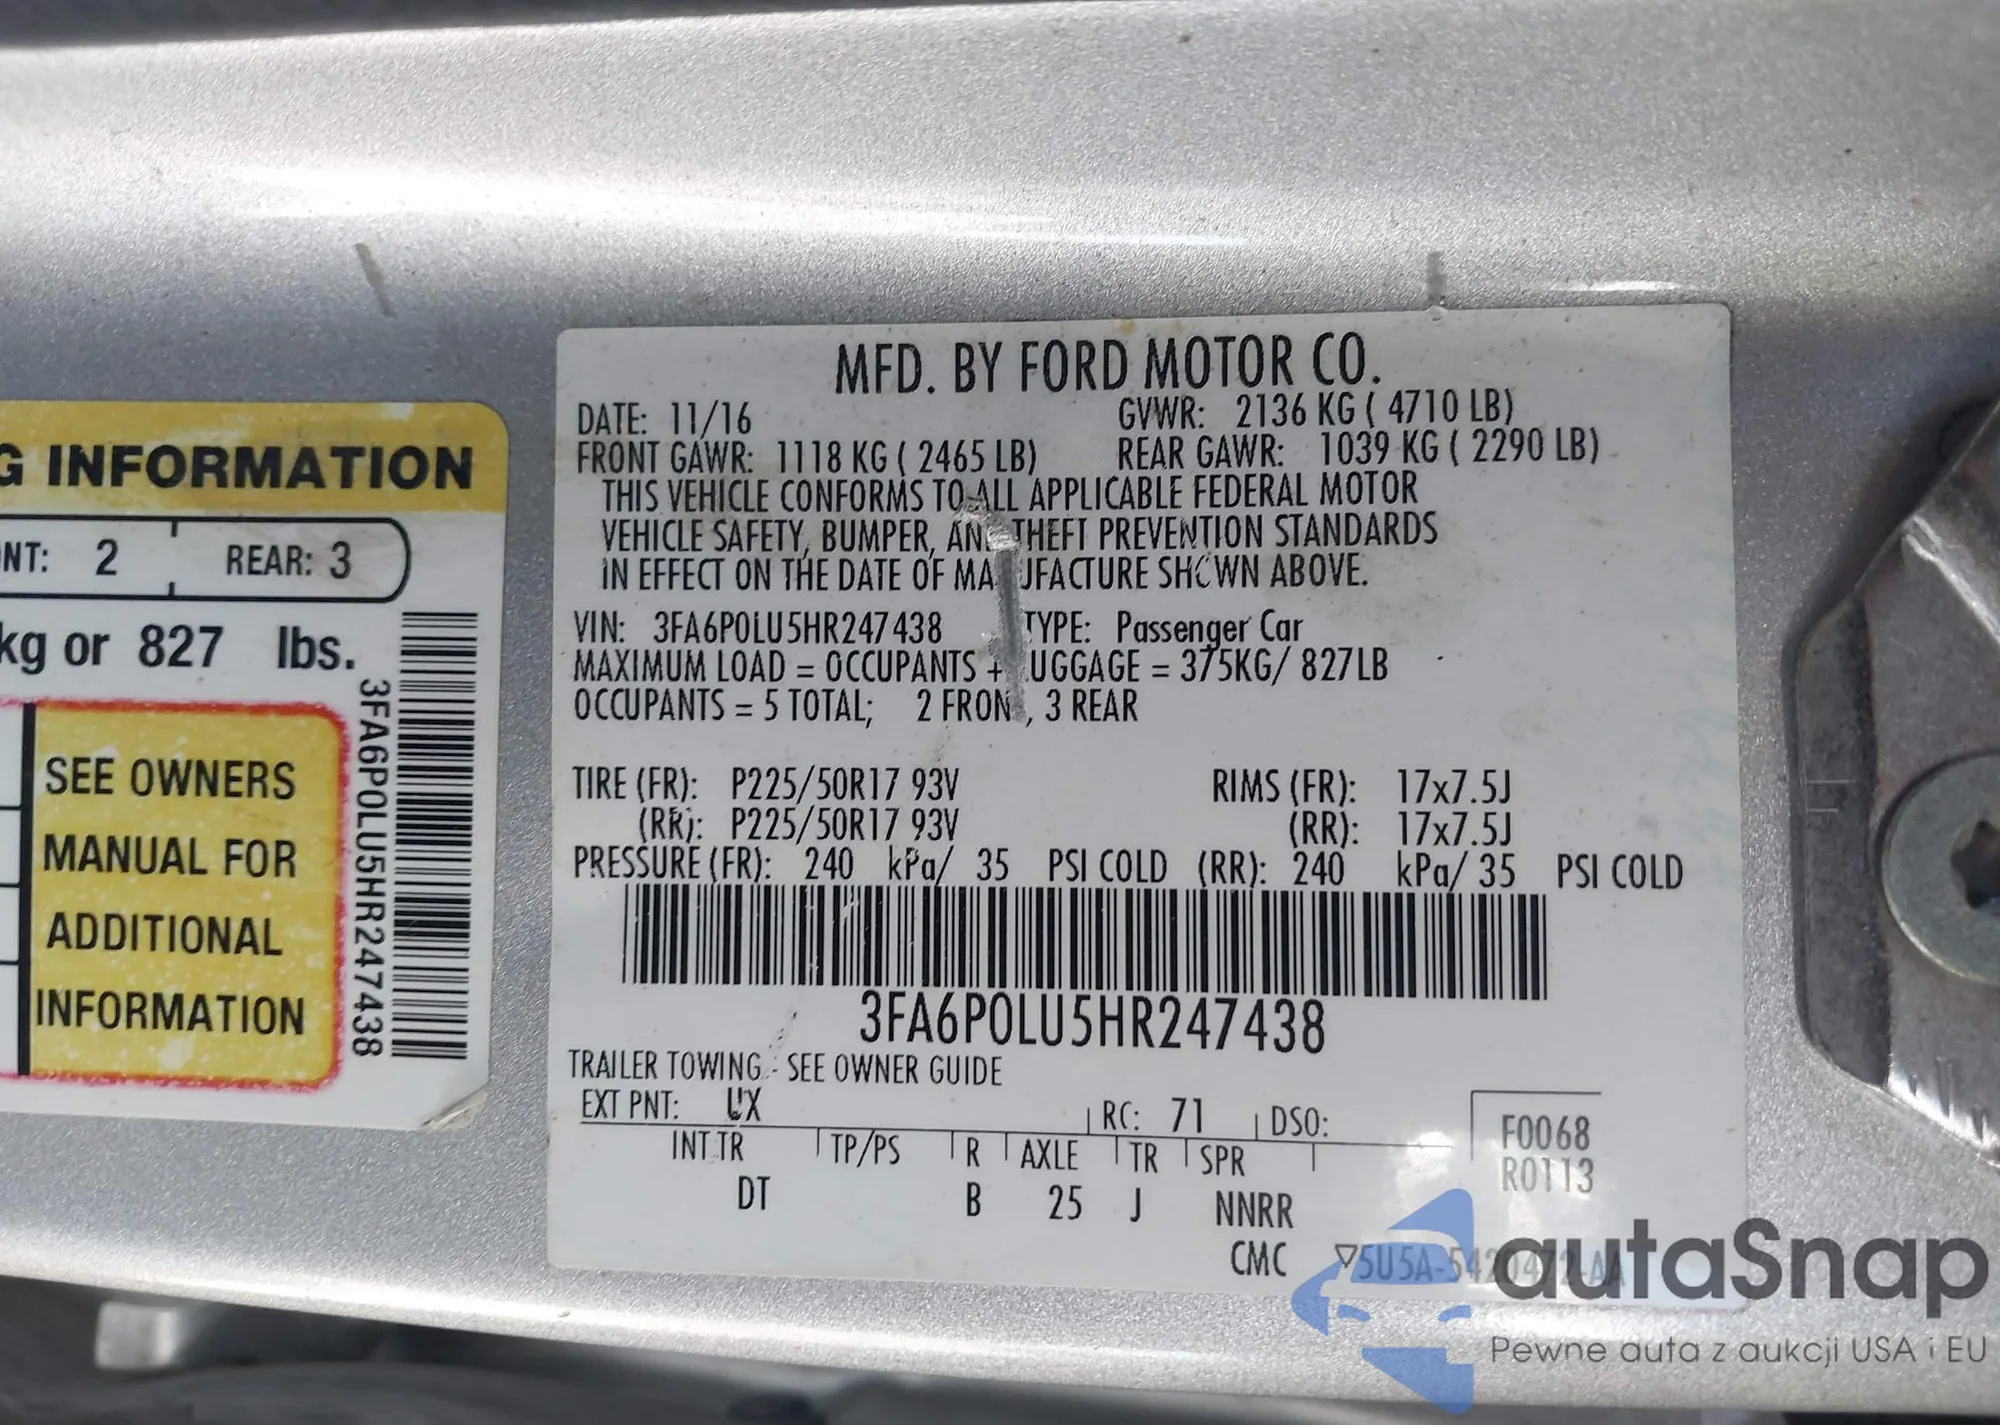 G INFORMATION
NT: 2 REAR: 3
kg or 827 lbs.
SEE OWNERS
MANUAL FOR
ADDITIONAL
INFORMATION
3FA6P0LU5HR247438
MFD. BY FORD MOTOR CO.
DATE: 11/16 GVWR: 2136 KG ( 4710 LB)
FRONT GAWR: 1118 KG ( 2465 LB) REAR GAWR: 1039 KG ( 2290 LB)
THIS VEHICLE CONFORMS TO ALL APPLICABLE FEDERAL MOTOR
VEHICLE SAFETY, BUMPER, AND THEFT PREVENTION STANDARDS
IN EFFECT ON THE DATE OF MANUFACTURE SHOWN ABOVE.
VIN: 3FA6P0LU5HR247438 TYPE: Passenger Car
MAXIMUM LOAD = OCCUPANTS + LUGGAGE = 375KG/ 827LB
OCCUPANTS = 5 TOTAL; 2 FRONT, 3 REAR
TIRE (FR): P225/50R17 93V RIMS (FR): 17x7.5J
(RR): P225/50R17 93V (RR): 17x7.5J
PRESSURE (FR): 240 kPa/ 35 PSI COLD (RR): 240 kPa/ 35 PSI COLD
3FA6P0LU5HR247438
TRAILER TOWING - SEE OWNER GUIDE
EXT PNT: UX RC: 71 DSO:
F0068
R0113
INT TR TP/PS R AXLE TR SPR
DT B 25 J NNRR
CMC ▽5U5A-5420472-AA
autaSnap
Pewne auta z aukcji USA i EU